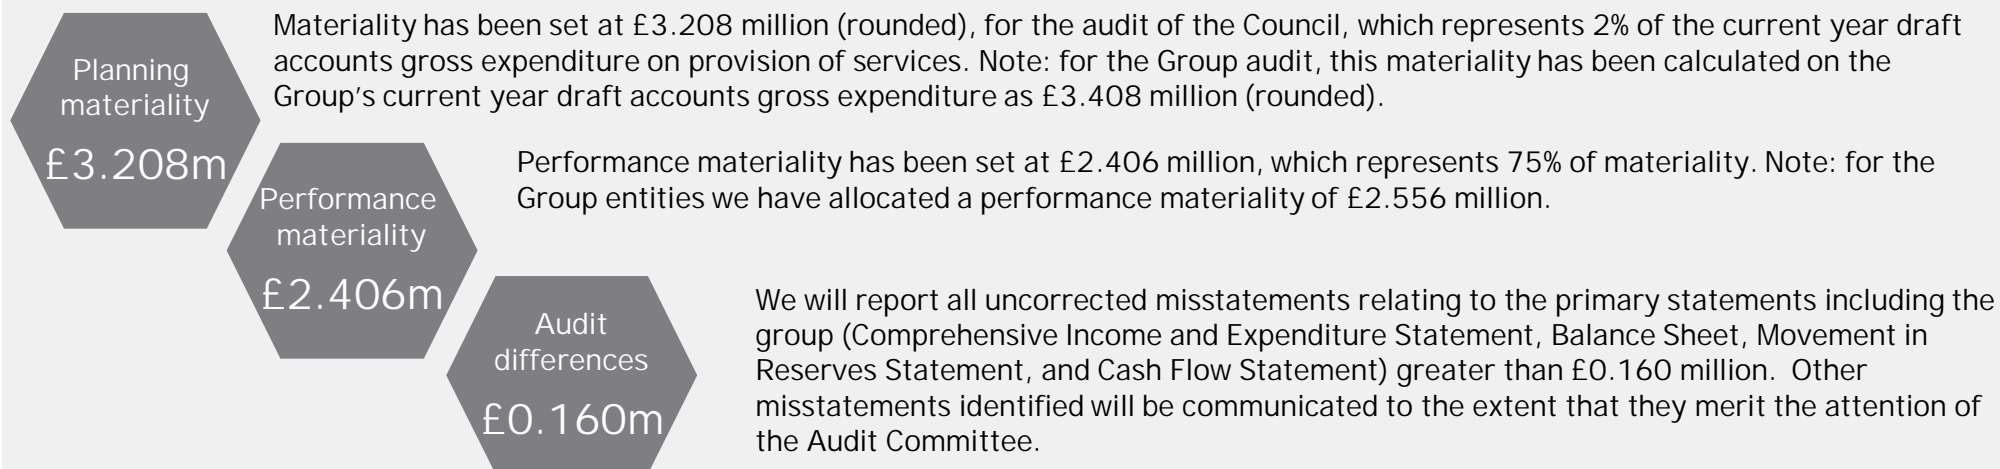 Planning
materiality
£3.208m
Materiality has been set at £3.208 million (rounded), for the audit of the Council, which represents 2% of the current year draft
accounts gross expenditure on provision of services. Note: for the Group audit, this materiality has been calculated on the
Group's current year draft accounts gross expenditure as £3.408 million (rounded).
Performance
materiality
£2.406m
Performance materiality has been set at £2.406 million, which represents 75% of materiality. Note: for the
Group entities we have allocated a performance materiality of £2.556 million.
Audit
differences
£0.160m
We will report all uncorrected misstatements relating to the primary statements including the
group (Comprehensive Income and Expenditure Statement, Balance Sheet, Movement in
Reserves Statement, and Cash Flow Statement) greater than £0.160 million. Other
misstatements identified will be communicated to the extent that they merit the attention of
the Audit Committee.